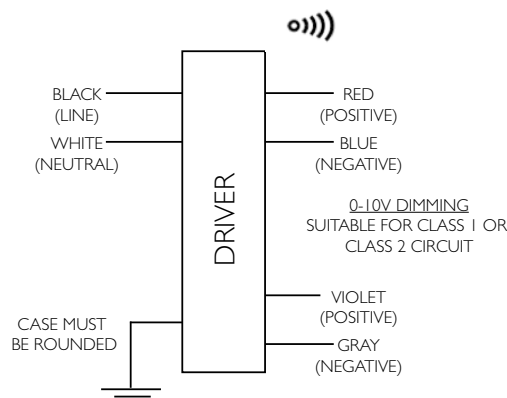 BLACK
(LINE)
WHITE
(NEUTRAL)
DRIVER
RED
(POSITIVE)
BLUE
(NEGATIVE)
0-10V DIMMING
SUITABLE FOR CLASS 1 OR
CLASS 2 CIRCUIT
CASE MUST
BE ROUNDED
VIOLET
(POSITIVE)
GRAY
(NEGATIVE)